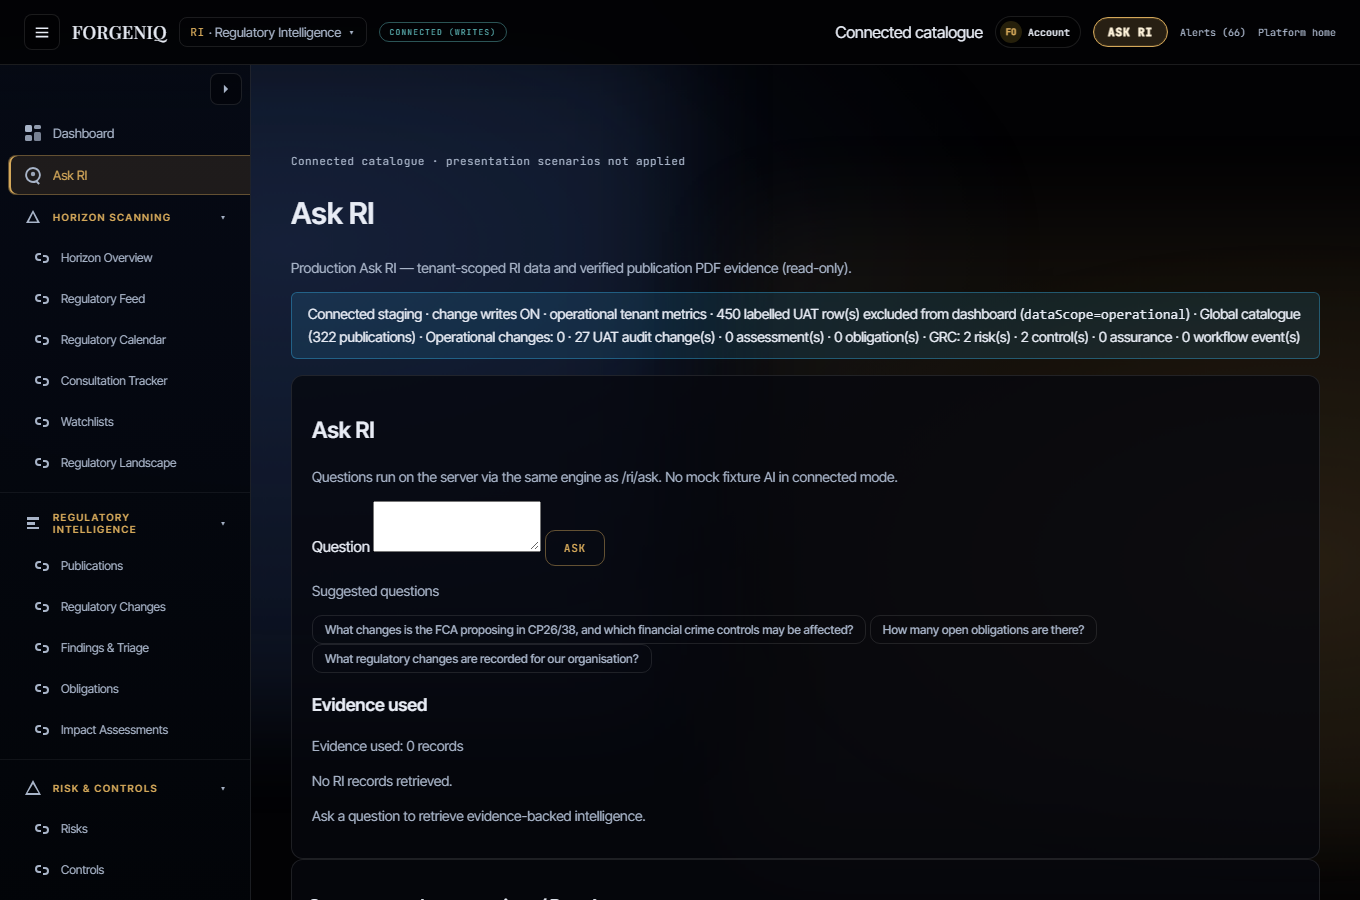 FORGENIQ
RI · Regulatory Intelligence
CONNECTED (WRITES)
Connected catalogue
FO Account
ASK RI
Alerts (66)
Platform home
Dashboard
Ask RI
HORIZON SCANNING
Horizon Overview
Regulatory Feed
Regulatory Calendar
Consultation Tracker
Watchlists
Regulatory Landscape
REGULATORY
INTELLIGENCE
Publications
Regulatory Changes
Findings & Triage
Obligations
Impact Assessments
RISK & CONTROLS
Risks
Controls
Connected catalogue · presentation scenarios not applied
Ask RI
Production Ask RI — tenant-scoped RI data and verified publication PDF evidence (read-only).
Connected staging · change writes ON · operational tenant metrics · 450 labelled UAT row(s) excluded from dashboard (dataScope=operational) · Global catalogue
(322 publications) · Operational changes: 0 · 27 UAT audit change(s) · 0 assessment(s) · 0 obligation(s) · GRC: 2 risk(s) · 2 control(s) · 0 assurance · 0 workflow event(s)
Ask RI
Questions run on the server via the same engine as /ri/ask. No mock fixture AI in connected mode.
Question
ASK
Suggested questions
What changes is the FCA proposing in CP26/38, and which financial crime controls may be affected?
How many open obligations are there?
What regulatory changes are recorded for our organisation?
Evidence used
Evidence used: 0 records
No RI records retrieved.
Ask a question to retrieve evidence-backed intelligence.